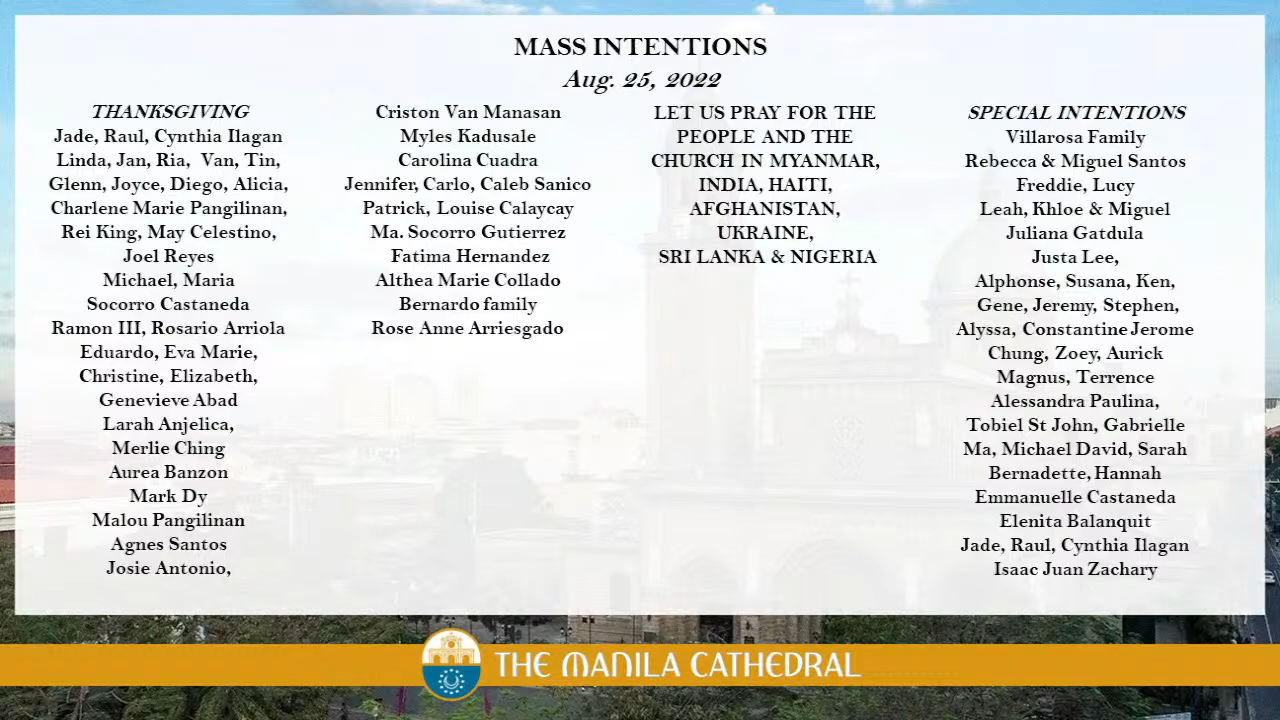 MASS INTENTIONS
Aug. 25, 2022
THANKSGIVING
Jade, Raul, Cynthia Ilagan
Linda, Jan, Ria, Van, Tin,
Glenn, Joyce, Diego, Alicia,
Charlene Marie Pangilinan,
Rei King, May Celestino,
Joel Reyes
Michael, Maria
Socorro Castaneda
Ramon III, Rosario Arriola
Eduardo, Eva Marie,
Christine, Elizabeth,
Genevieve Abad
Larah Anjelica,
Merlie Ching
Aurea Banzon
Mark Dy
Malou Pangilinan
Agnes Santos
Josie Antonio,
Criston Van Manasan
Myles Kadusale
Carolina Cuadra
Jennifer, Carlo, Caleb Sanico
Patrick, Louise Calaycay
Ma. Socorro Gutierrez
Fatima Hernandez
Althea Marie Collado
Bernardo family
Rose Anne Arriesgado
LET US PRAY FOR THE
PEOPLE AND THE
CHURCH IN MYANMAR,
INDIA, HAITI,
AFGHANISTAN,
UKRAINE,
SRI LANKA & NIGERIA
SPECIAL INTENTIONS
Villarosa Family
Rebecca & Miguel Santos
Freddie, Lucy
Leah, Khloe & Miguel
Juliana Gatdula
Justa Lee,
Alphonse, Susana, Ken,
Gene, Jeremy, Stephen,
Alyssa, Constantine Jerome
Chung, Zoey, Aurick
Magnus, Terrence
Alessandra Paulina,
Tobiel St John, Gabrielle
Ma, Michael David, Sarah
Bernadette, Hannah
Emmanuelle Castaneda
Elenita Balanquit
Jade, Raul, Cynthia Ilagan
Isaac Juan Zachary
THE MANILA CATHEDRAL